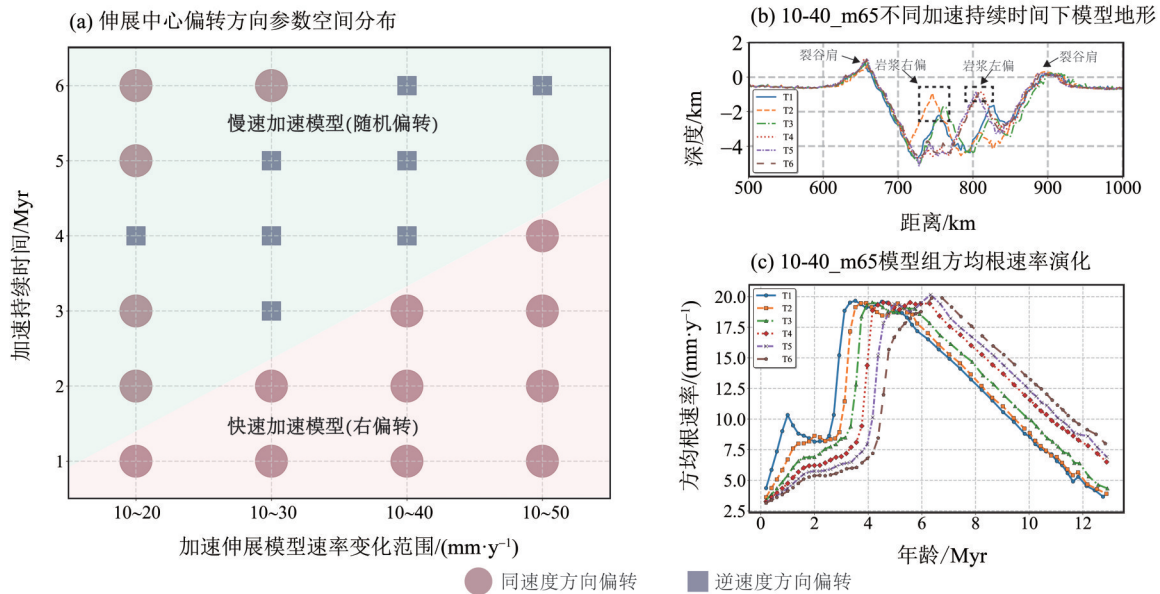 (a) 伸展中心偏转方向参数空间分布
加速持续时间/Myr
6
5
4
3
2
1
慢速加速模型(随机偏转)
快速加速模型(右偏转)
10~20 10~30 10~40 10~50
加速伸展模型速率变化范围/(mm·y⁻¹)
同速度方向偏转
逆速度方向偏转
(b) 10-40_m65不同加速持续时间下模型地形
深度/km
2
0
−2
−4
裂谷肩
岩浆右偏
岩浆左偏
裂谷肩
T1
T2
T3
T4
T5
T6
500 600 700 800 900 1000
距离/km
(c) 10-40_m65模型组方均根速率演化
方均根速率/(mm·y⁻¹)
20.0
17.5
15.0
12.5
10.0
7.5
5.0
2.5
T1
T2
T3
T4
T5
T6
0 2 4 6 8 10 12
年龄/Myr